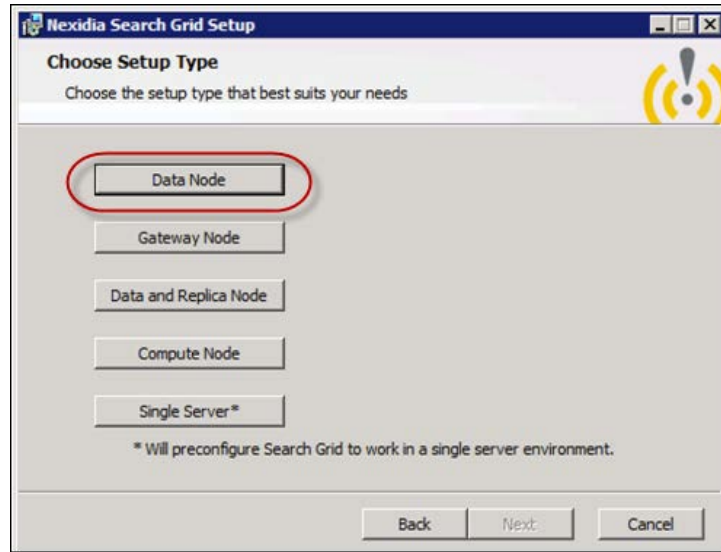 Nexidia Search Grid Setup
Choose Setup Type
Choose the setup type that best suits your needs
Data Node
Gateway Node
Data and Replica Node
Compute Node
Single Server*
* Will preconfigure Search Grid to work in a single server environment.
Back
Next
Cancel